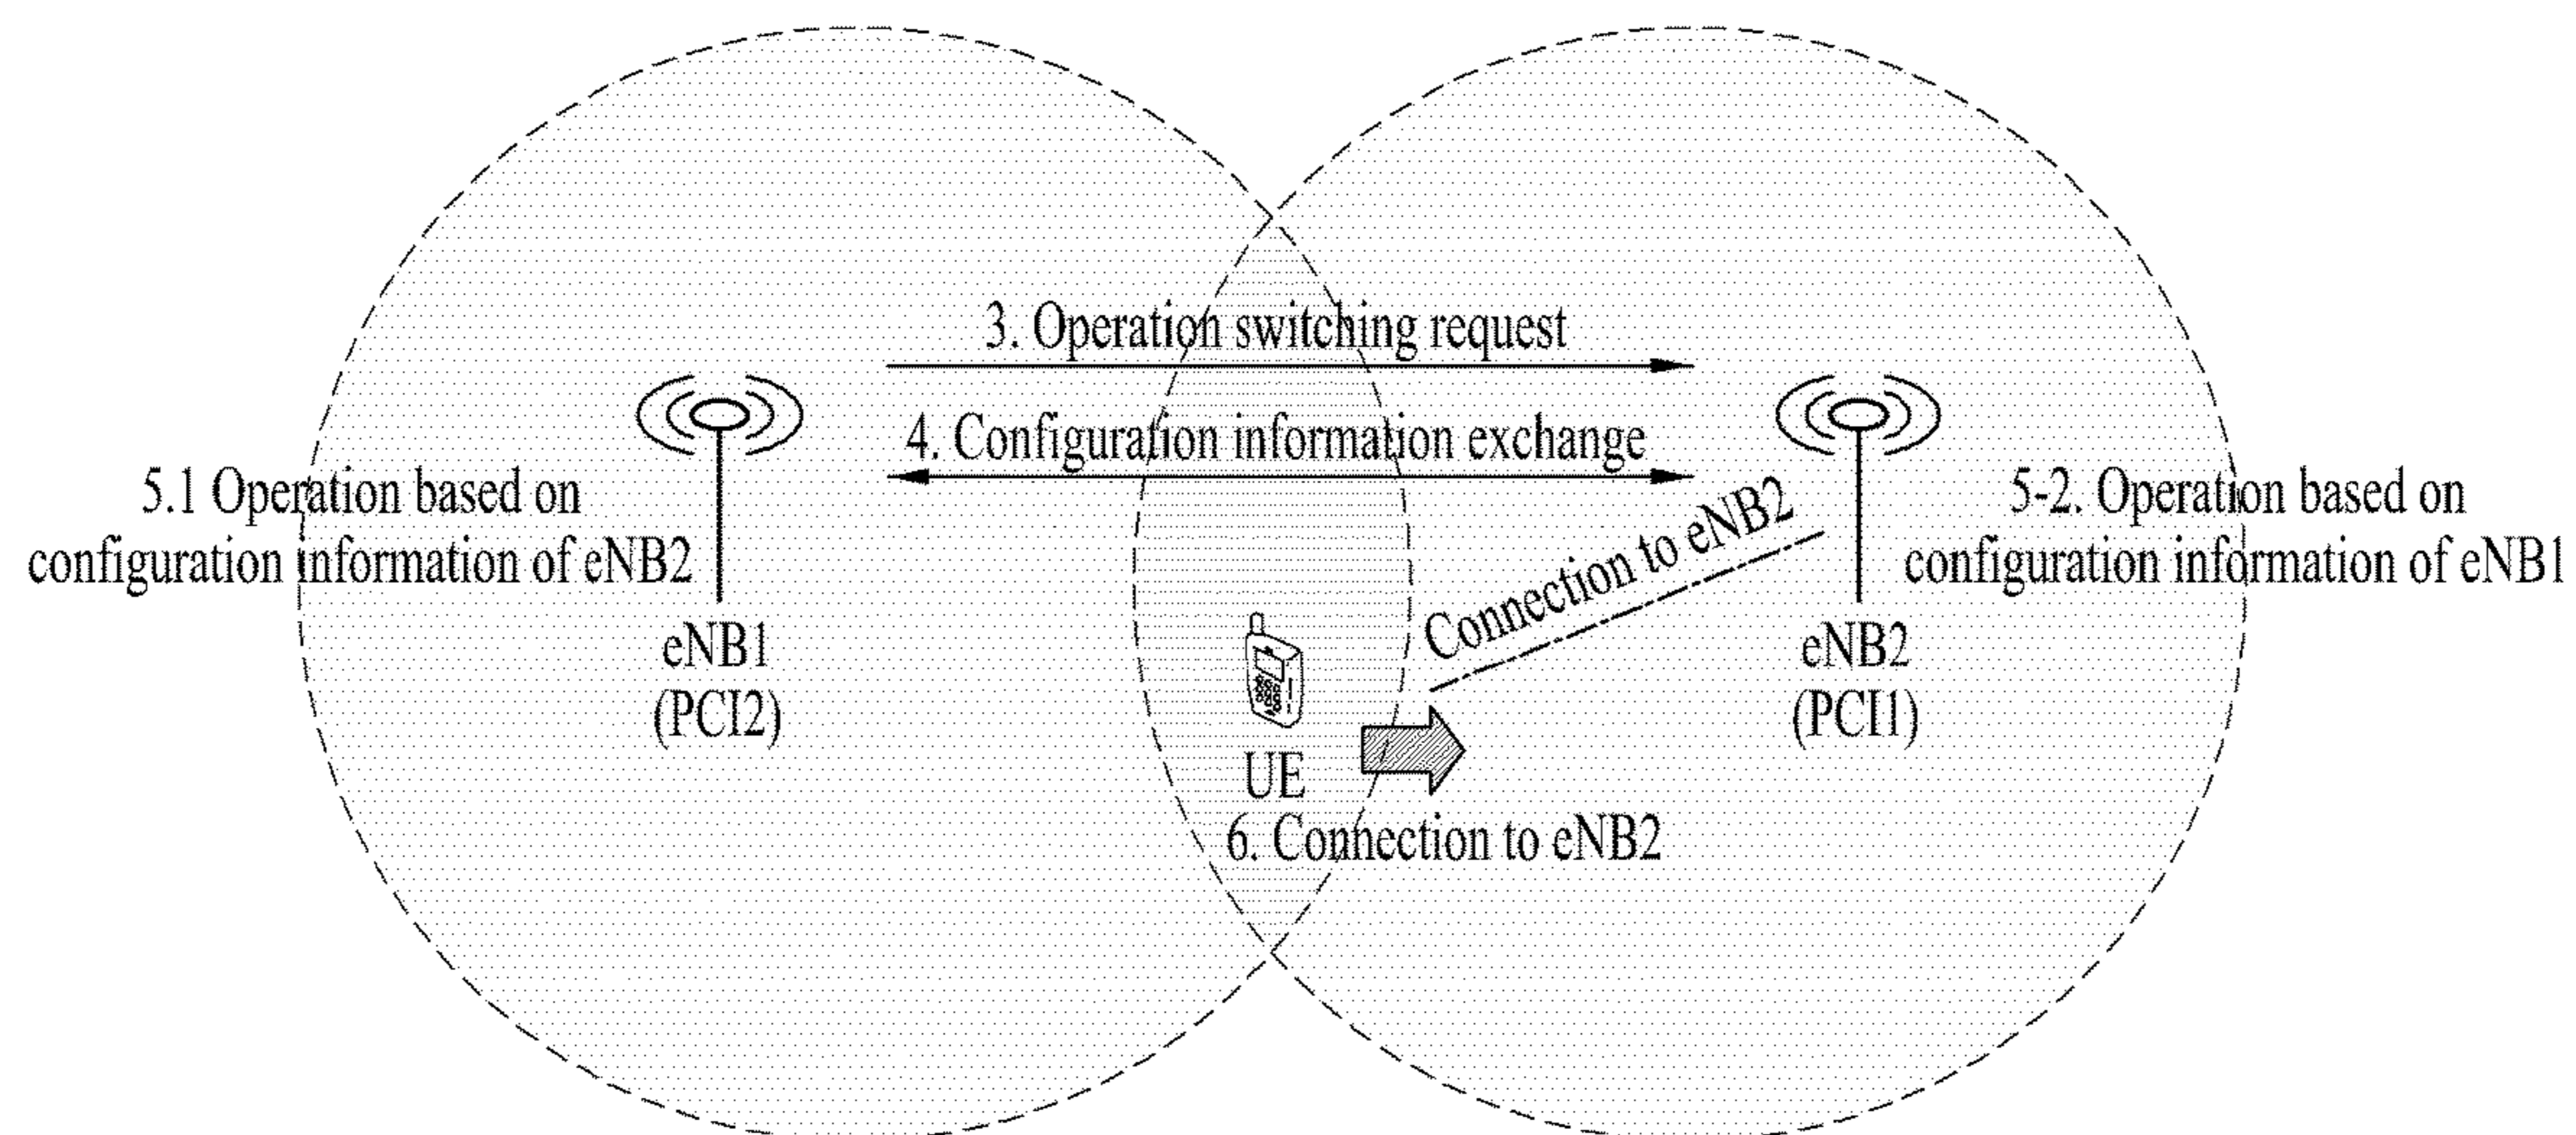 3. Operation switching request
4. Configuration information exchange
5.1 Operation based on
configuration information of eNB2
5-2. Operation based on
configuration information of eNB1
Connection to eNB2
eNB1
(PCI2)
eNB2
(PCI1)
UE
6. Connection to eNB2